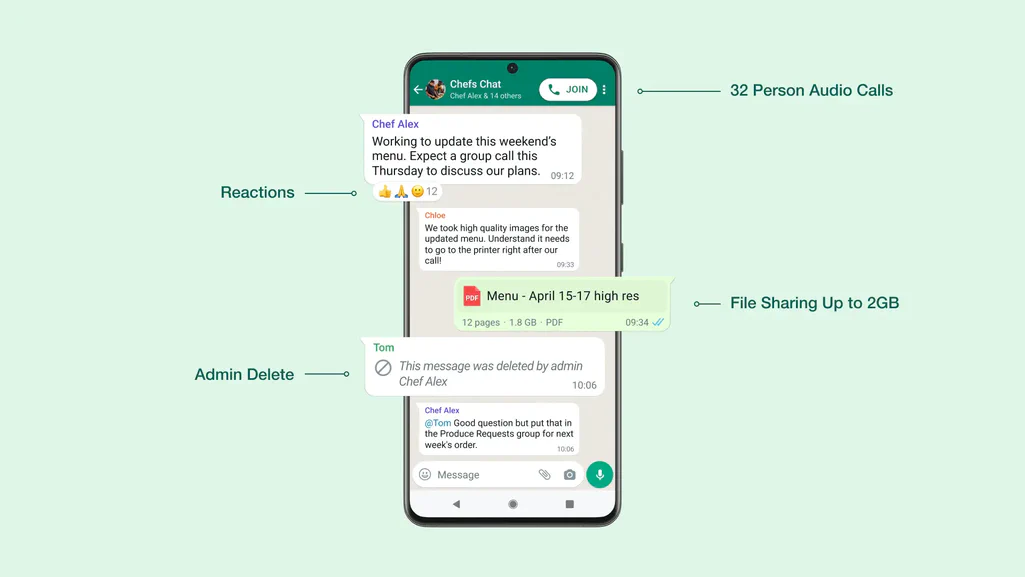 Chefs Chat
Chef Alex & 14 others
JOIN
32 Person Audio Calls
Chef Alex
Working to update this weekend's
menu. Expect a group call this
Thursday to discuss our plans.
09:12
Reactions
👍🙏🙂 12
Chloe
We took high quality images for the
updated menu. Understand it needs
to go to the printer right after our
call!
09:33
PDF
Menu - April 15-17 high res
12 pages · 1.8 GB · PDF
09:34
File Sharing Up to 2GB
Tom
This message was deleted by admin
Chef Alex
10:06
Admin Delete
Chef Alex
@Tom Good question but put that in
the Produce Requests group for next
week's order.
10:06
Message